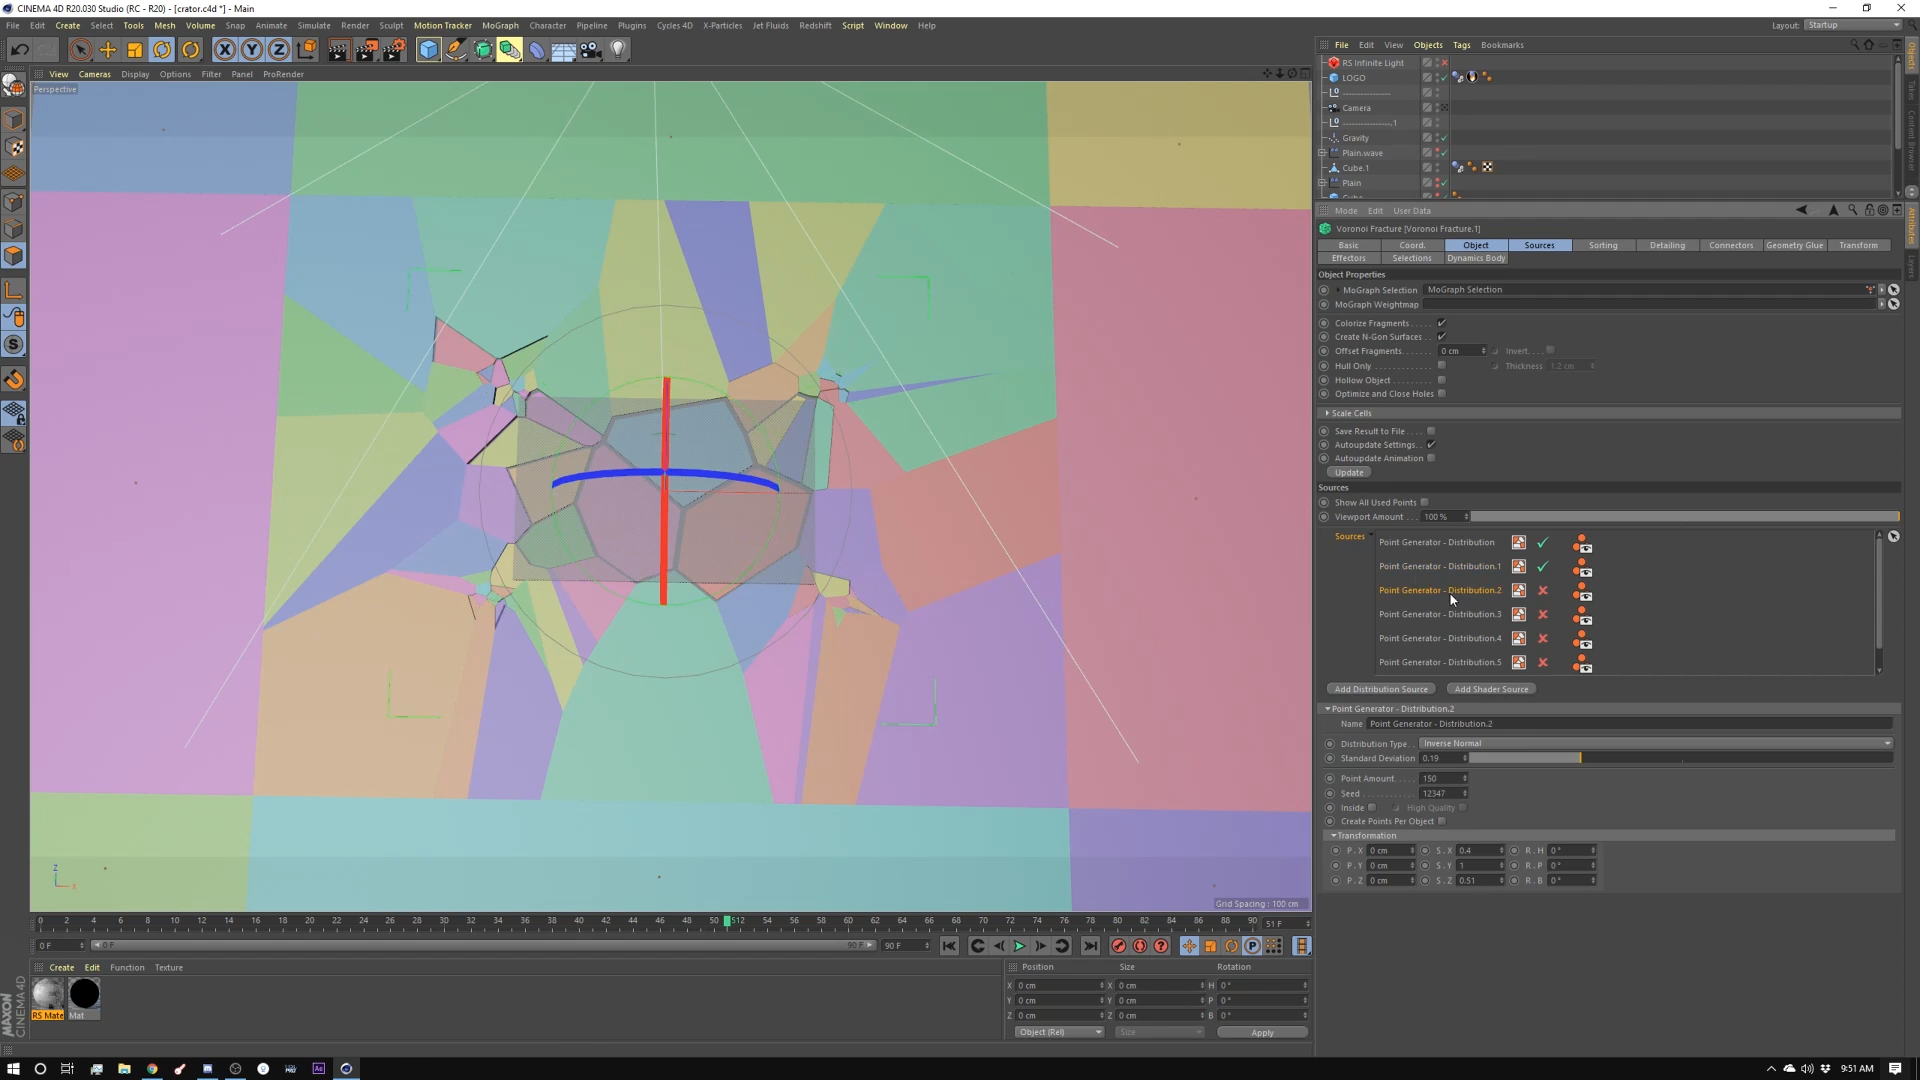 CINEMA 4D R20.030 Studio (RC - R20) - [crator.c4d *] - Main
File Edit Create Select Tools Mesh Volume Snap Animate Simulate Render Sculpt Motion Tracker MoGraph Character Pipeline Plugins Cycles 4D X-Particles Jet Fluids Redshift Script Window Help
Layout: Startup
View Cameras Display Options Filter Panel ProRender
Perspective
File Edit View Objects Tags Bookmarks
RS Infinite Light
LOGO
Camera
.1
Gravity
Plain.wave
Cube.1
Plain
Objects
Takes
Content Browser
Attributes
Layers
Mode Edit User Data
Voronoi Fracture [Voronoi Fracture.1]
Basic Coord. Object Sources Sorting Detailing Connectors Geometry Glue Transform
Effectors Selections Dynamics Body
Object Properties
MoGraph Selection MoGraph Selection
MoGraph Weightmap
Colorize Fragments
Create N-Gon Surfaces
Offset Fragments 0 cm Invert
Hull Only Thickness 1.2 cm
Hollow Object
Optimize and Close Holes
Scale Cells
Save Result to File
Autoupdate Settings
Autoupdate Animation
Update
Sources
Show All Used Points
Viewport Amount 100 %
Sources Point Generator - Distribution
Point Generator - Distribution.1
Point Generator - Distribution.2
Point Generator - Distribution.3
Point Generator - Distribution.4
Point Generator - Distribution.5
Add Distribution Source Add Shader Source
Point Generator - Distribution.2
Name Point Generator - Distribution.2
Distribution Type Inverse Normal
Standard Deviation 0.19
Point Amount 150
Seed 12347
Inside High Quality
Create Points Per Object
Transformation
P . X 0 cm S . X 0.4 R . H 0 °
P . Y 0 cm S . Y 1 R . P 0 °
P . Z 0 cm S . Z 0.51 R . B 0 °
Z
X
Grid Spacing : 100 cm
0 2 4 6 8 10 12 14 16 18 20 22 24 26 28 30 32 34 36 38 40 42 44 46 48 50 512 54 56 58 60 62 64 66 68 70 72 74 76 78 80 82 84 86 88 90 51 F
0 F 0 F 90 F 90 F
Create Edit Function Texture
RS Mate Mat
Position Size Rotation
X 0 cm X 0 cm H 0 °
Y 0 cm Y 0 cm P 0 °
Z 0 cm Z 0 cm B 0 °
Object (Rel) Size Apply
MAXON
CINEMA 4D
Ae
9:51 AM